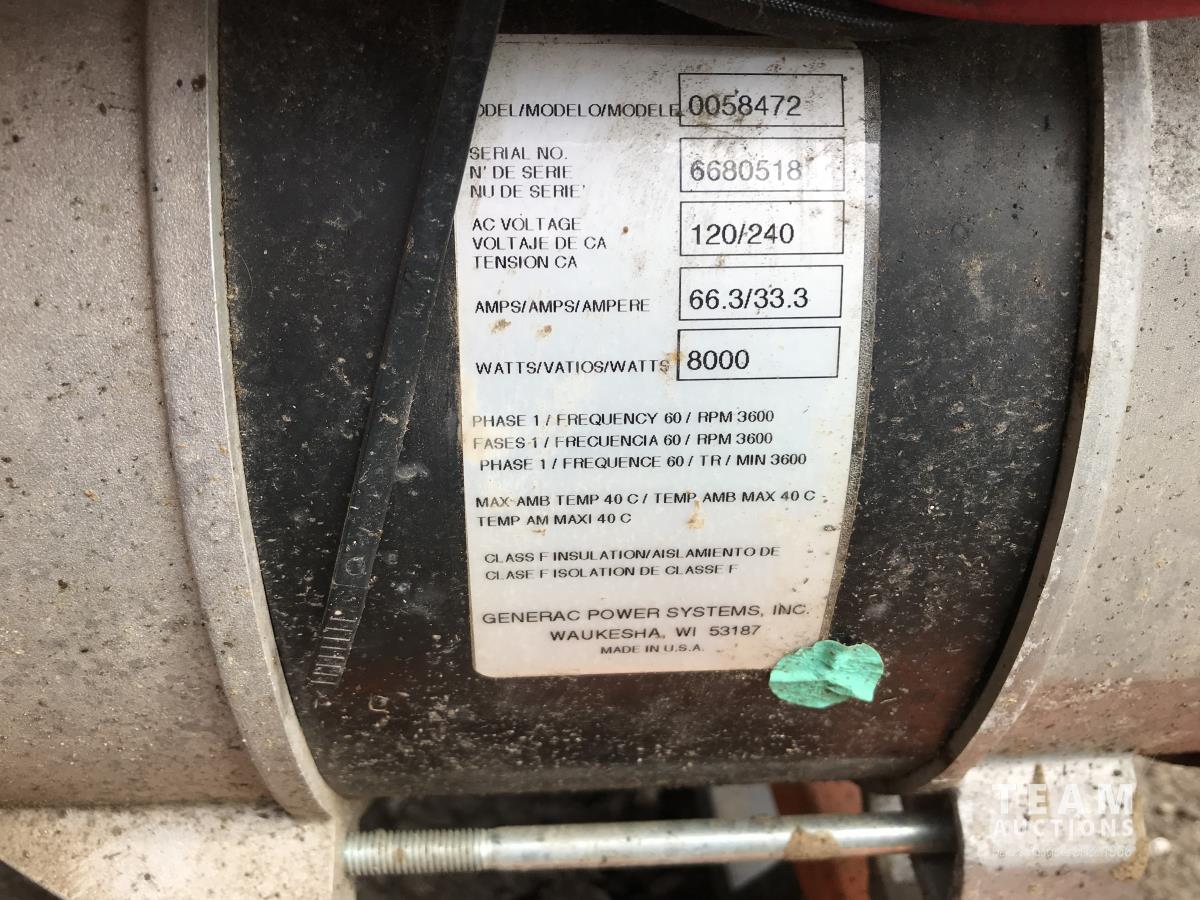 ODEL/MODELO/MODELE 0058472
SERIAL NO.
N' DE SERIE 6680518
NU DE SERIE'
AC VOLTAGE
VOLTAJE DE CA 120/240
TENSION CA
AMPS/AMPS/AMPERE 66.3/33.3
WATTS/VATIOS/WATTS 8000
PHASE 1 / FREQUENCY 60 / RPM 3600
FASES 1 / FRECUENCIA 60 / RPM 3600
PHASE 1 / FREQUENCE 60 / TR / MIN 3600
MAX AMB TEMP 40 C / TEMP AMB MAX 40 C
TEMP AM MAXI 40 C
CLASS F INSULATION/AISLAMIENTO DE
CLASE F ISOLATION DE CLASSE F
GENERAC POWER SYSTEMS, INC.
WAUKESHA, WI 53187
MADE IN U.S.A.
TEAM
AUCTIONS